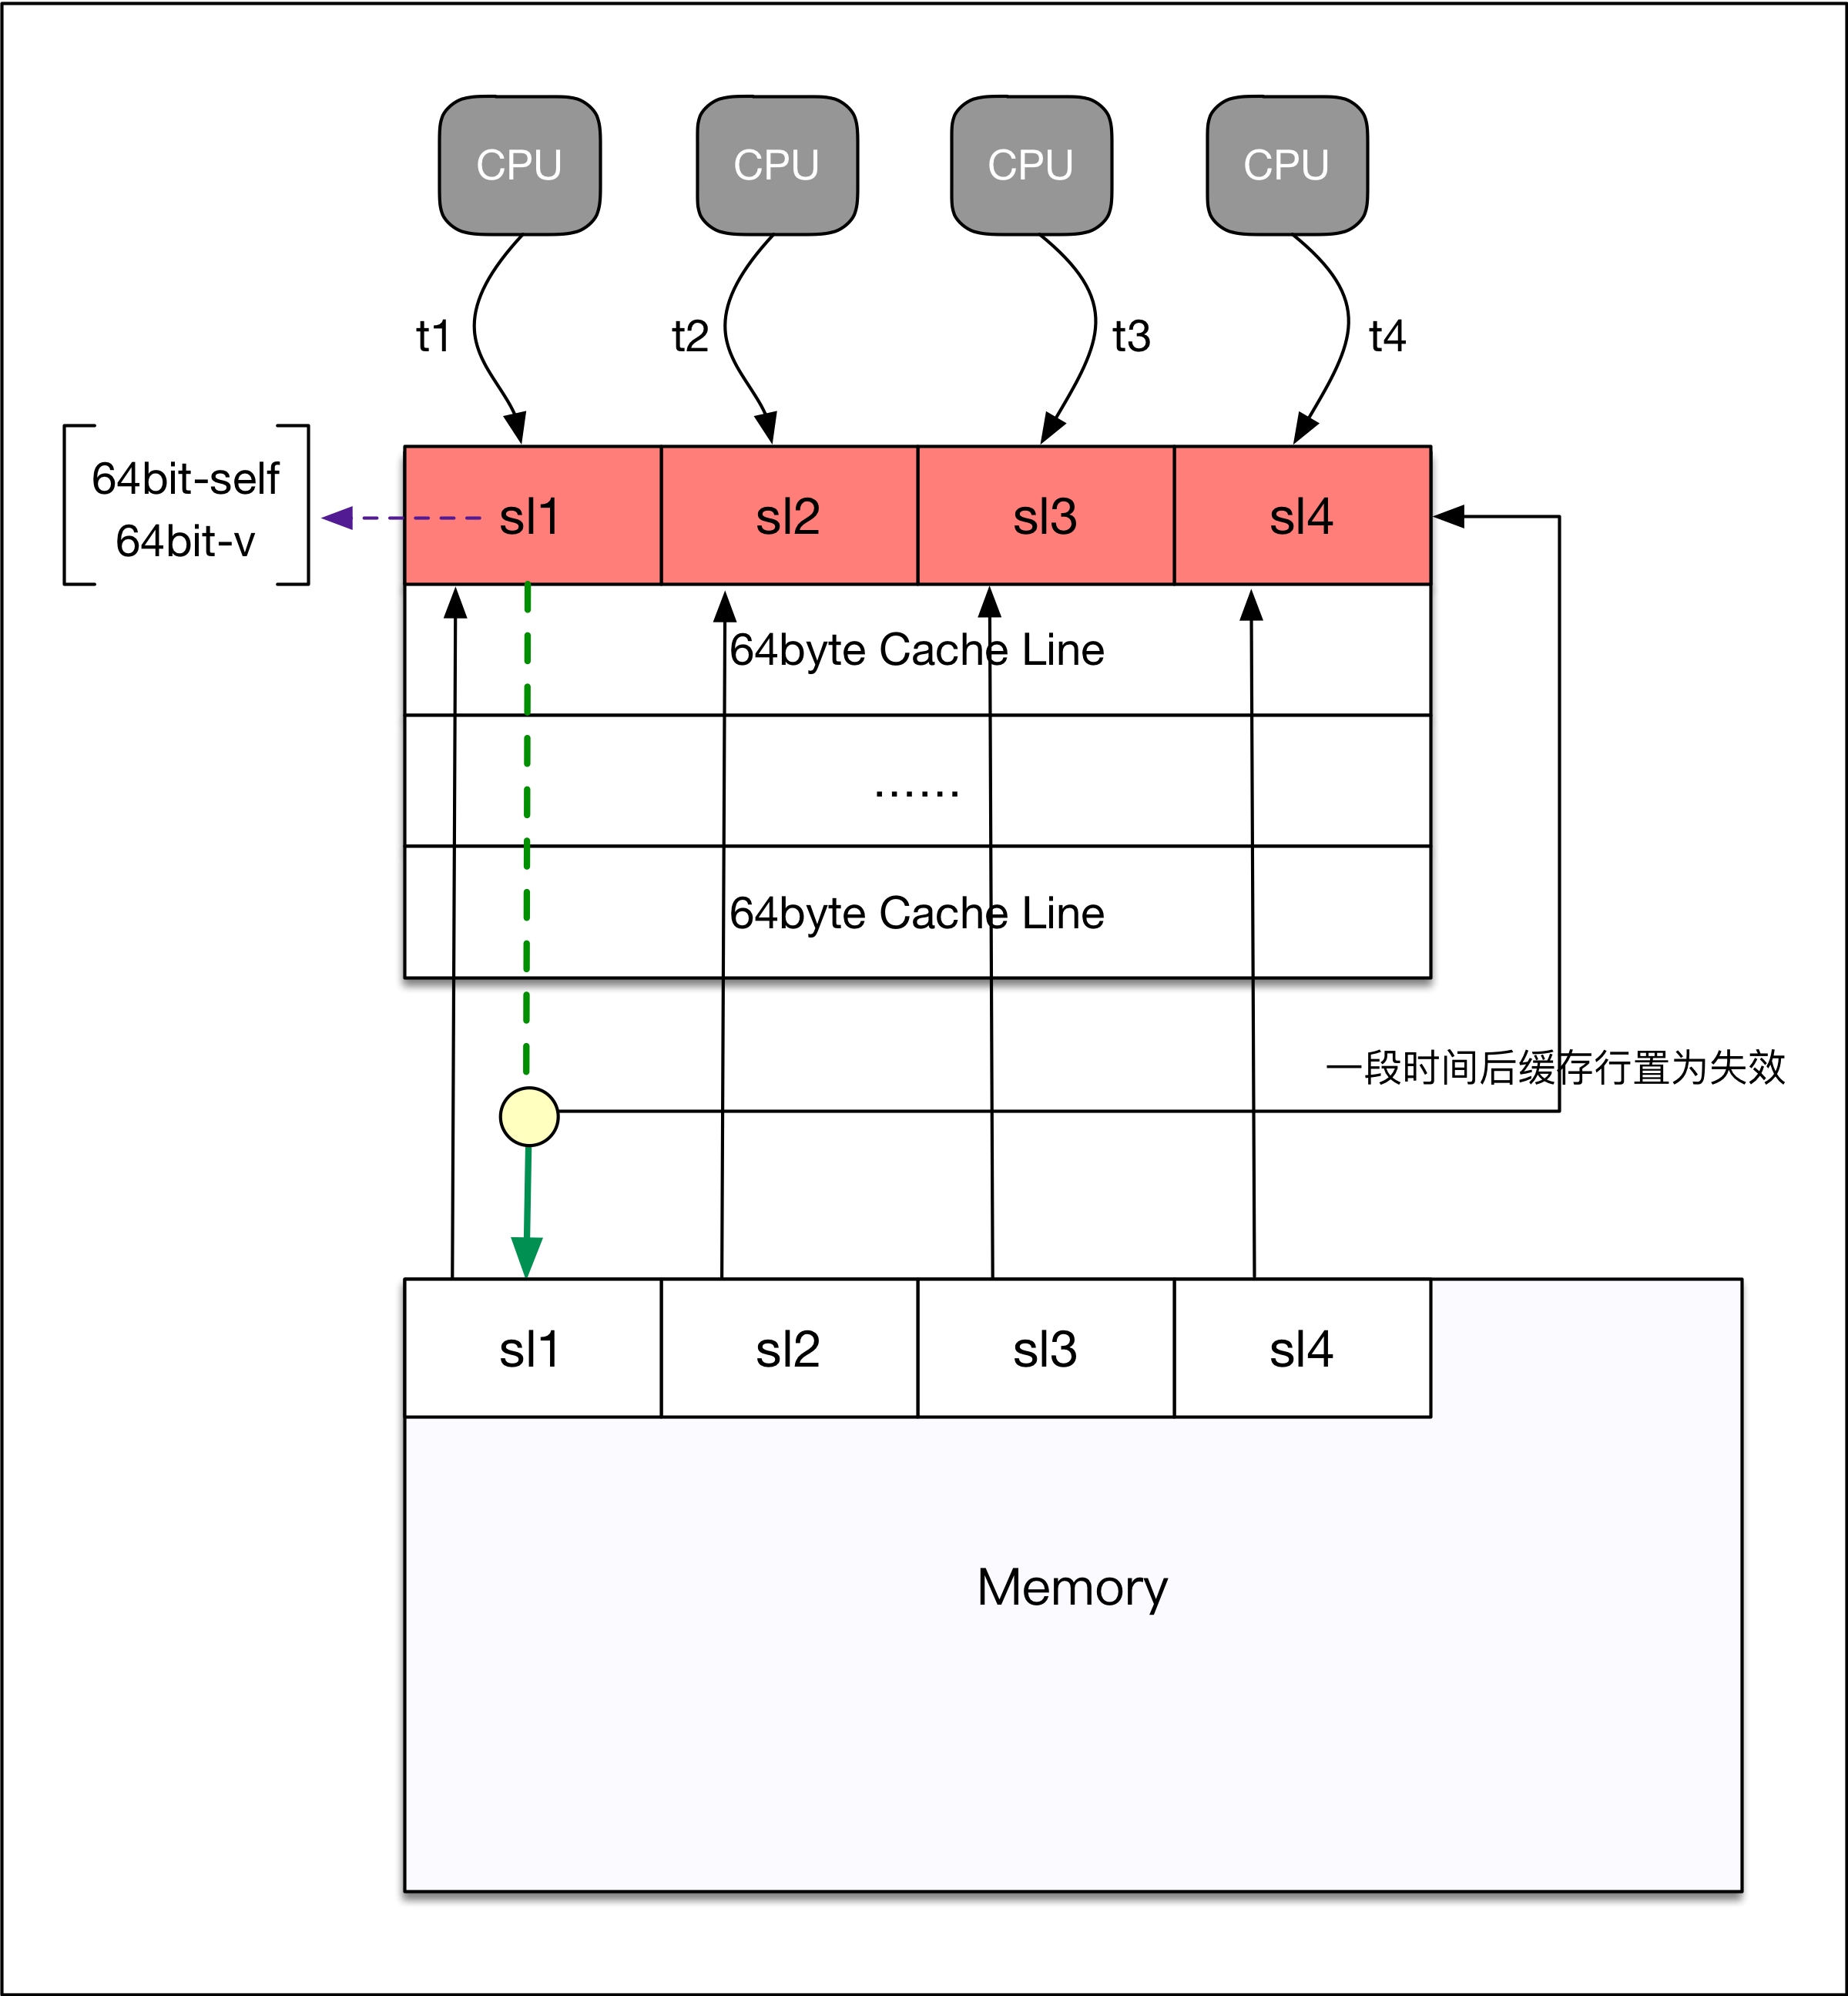 CPU CPU CPU CPU
t1 t2 t3 t4
64bit-self
64bit-v
sl1 sl2 sl3 sl4
64byte Cache Line
......
64byte Cache Line
一段时间后缓存行置为失效
sl1 sl2 sl3 sl4
Memory